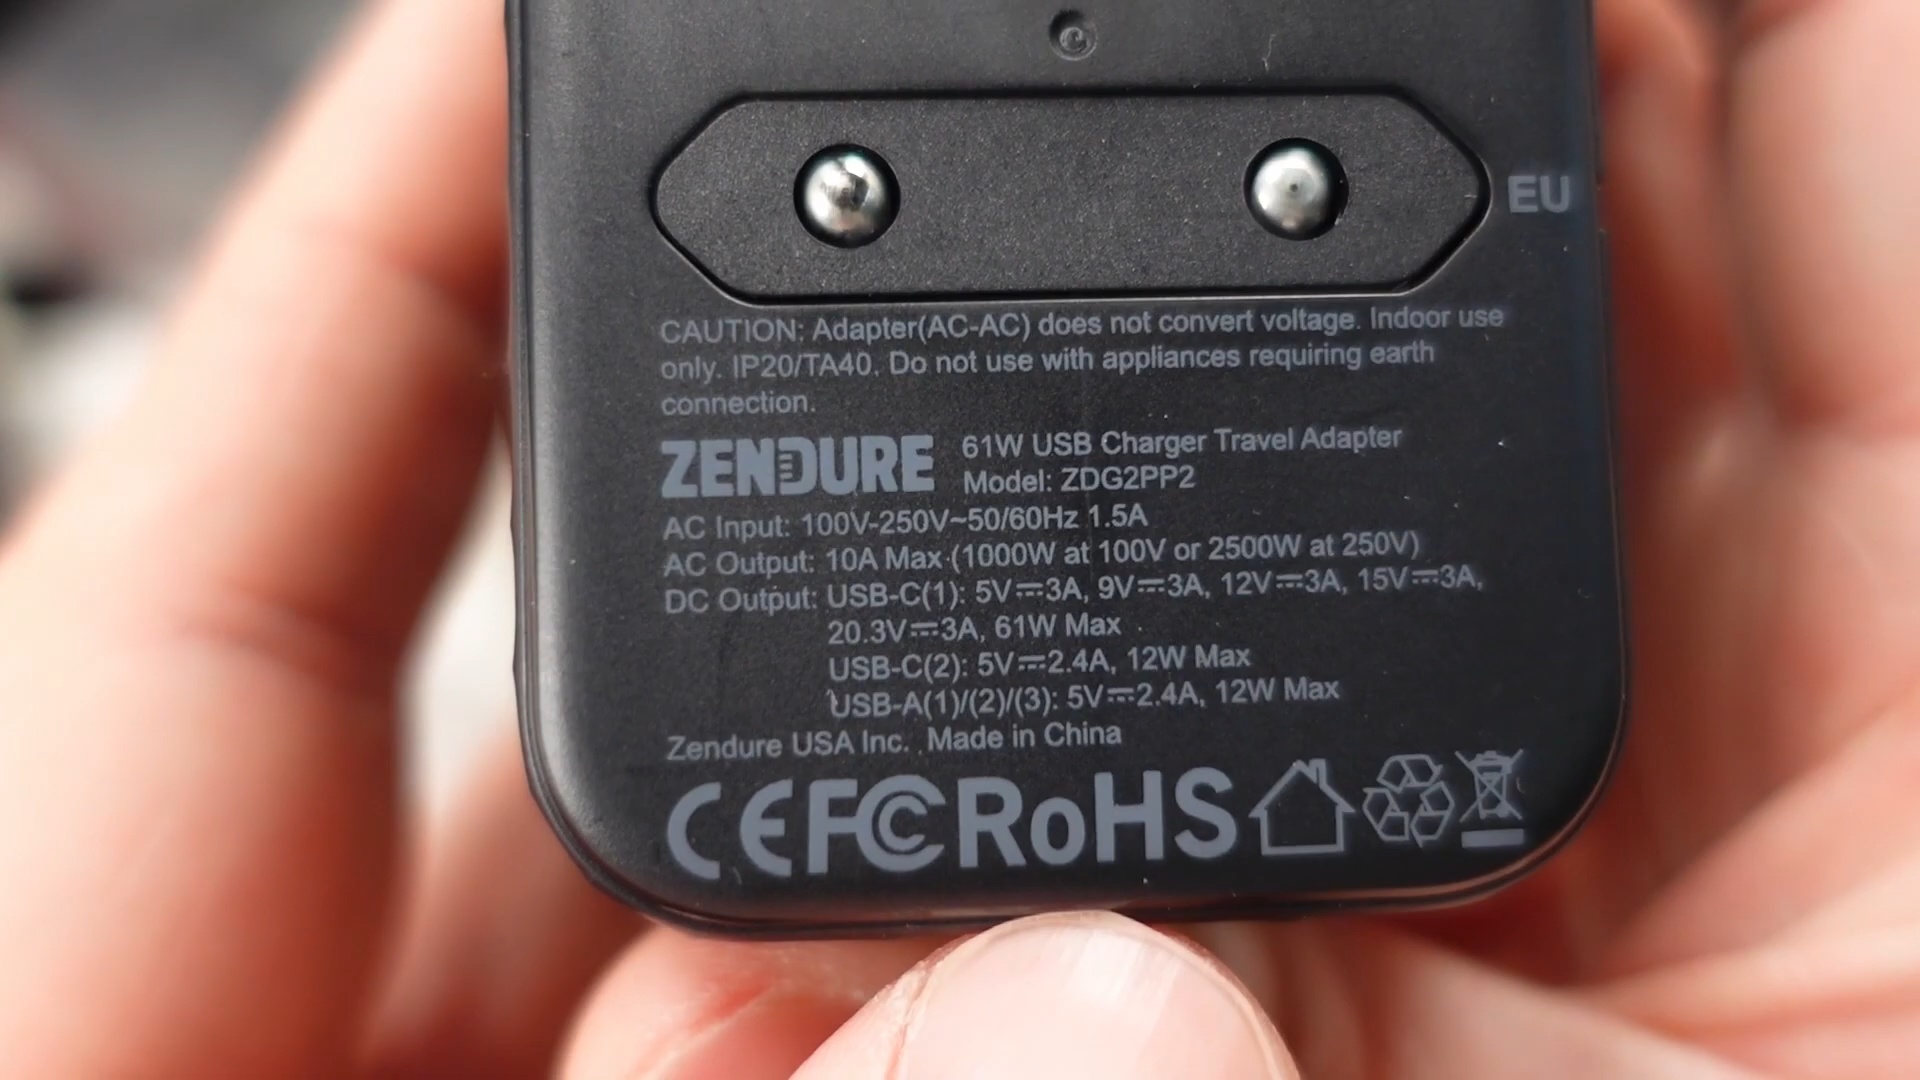 EU
CAUTION: Adapter(AC-AC) does not convert voltage. Indoor use
only. IP20/TA40. Do not use with appliances requiring earth
connection.
ZENDURE 61W USB Charger Travel Adapter
Model: ZDG2PP2
AC Input: 100V-250V~50/60Hz 1.5A
AC Output: 10A Max (1000W at 100V or 2500W at 250V)
DC Output: USB-C(1): 5V⎓3A, 9V⎓3A, 12V⎓3A, 15V⎓3A,
20.3V⎓3A, 61W Max
USB-C(2): 5V⎓2.4A, 12W Max
USB-A(1)/(2)/(3): 5V⎓2.4A, 12W Max
Zendure USA Inc. Made in China
CE FC RoHS